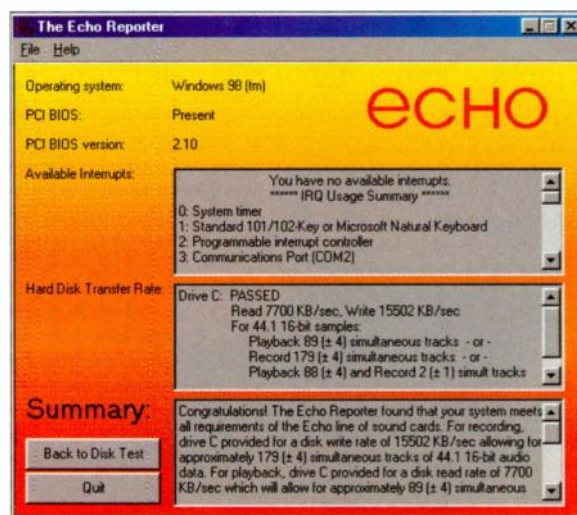 The Echo Reporter
File Help
Operating system: Windows 98 (tm)
PCI BIOS: Present
PCI BIOS version: 2.10
eCHO
Available Interrupts:
You have no available interrupts.
****** IRQ Usage Summary ******
0: System timer
1: Standard 101/102-Key or Microsoft Natural Keyboard
2: Programmable interrupt controller
3: Communications Port (COM2)
Hard Disk Transfer Rate:
Drive C: PASSED
Read 7700 KB/sec, Write 15502 KB/sec
For 44.1 16-bit samples:
Playback 89 (± 4) simultaneous tracks - or -
Record 179 (± 4) simultaneous tracks - or -
Playback 88 (± 4) and Record 2 (± 1) simult tracks
Summary:
Congratulations! The Echo Reporter found that your system meets
all requirements of the Echo line of sound cards. For recording,
drive C provided for a disk write rate of 15502 KB/sec allowing for
approximately 179 (± 4) simultaneous tracks of 44.1 16-bit audio
data. For playback, drive C provided for a disk read rate of 7700
KB/sec which will allow for approximately 89 (± 4) simultaneous
Back to Disk Test
Quit